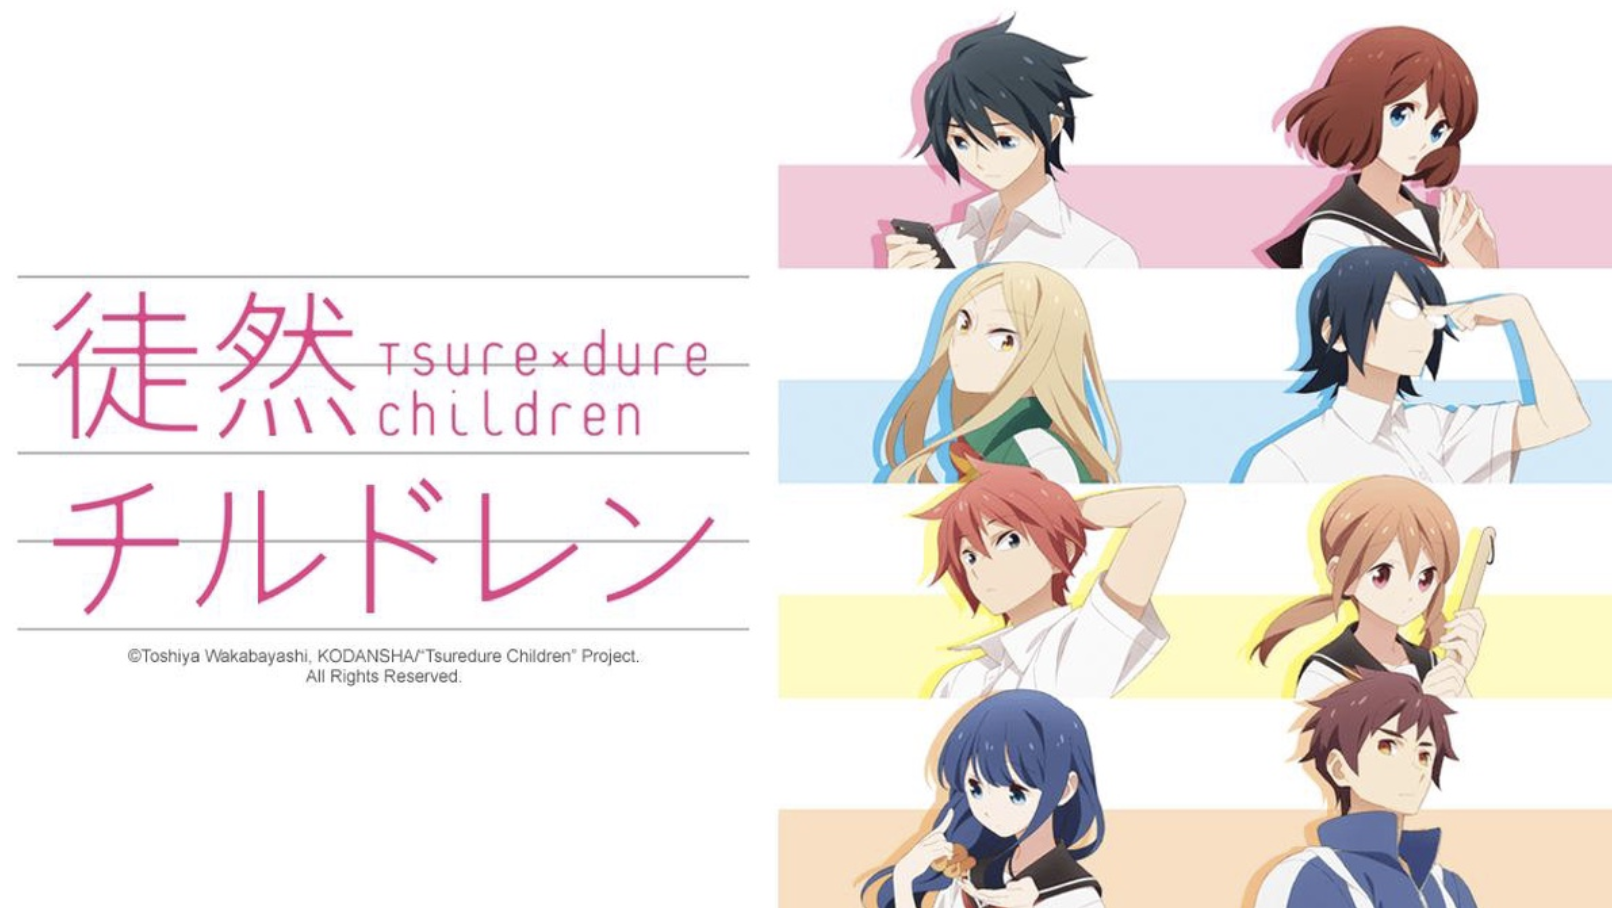 徒然
Tsure×dure
children
チルドレン
©Toshiya Wakabayashi, KODANSHA/“Tsuredure Children” Project.
All Rights Reserved.